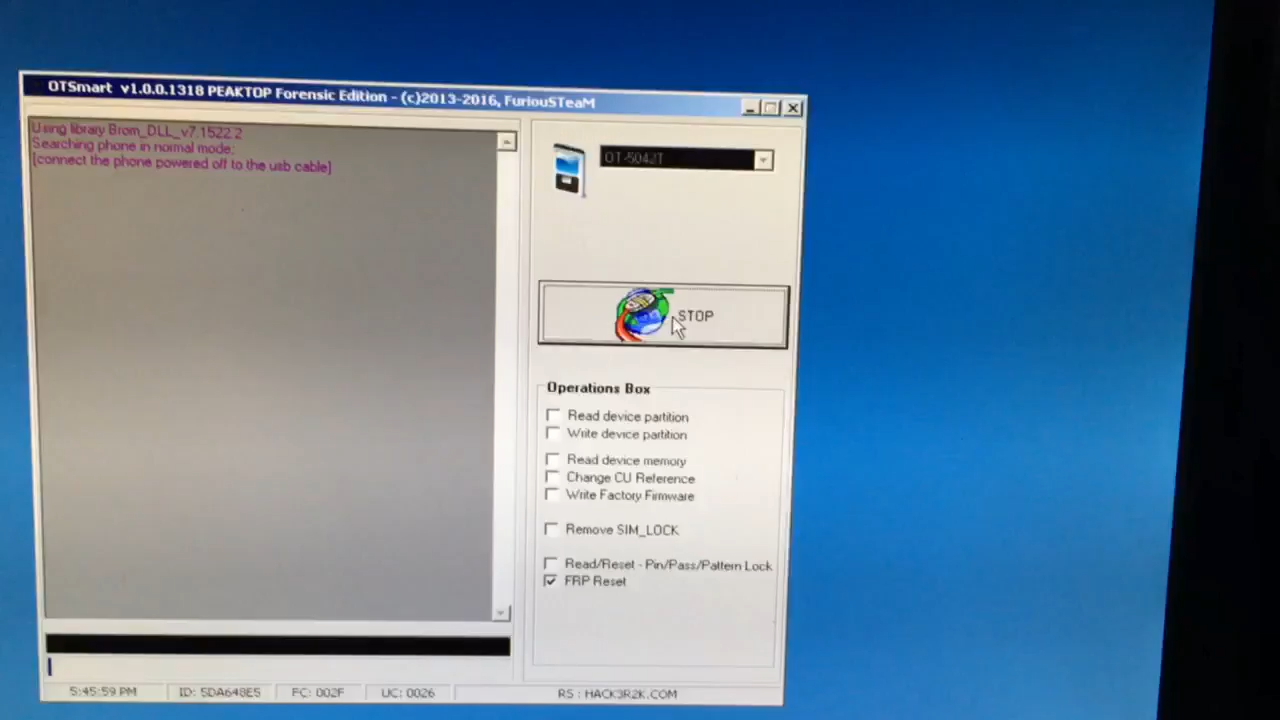 OTSmart v1.0.0.1318 PEAKTOP Forensic Edition - (c)2013-2016, FuriouSTeaM
Using library Brom_DLL_v7.1522.2
Searching phone in normal mode:
[connect the phone powered off to the usb cable]
OT-5042T
STOP
Operations Box
Read device partition
Write device partition
Read device memory
Change CU Reference
Write Factory Firmware
Remove SIM_LOCK
Read/Reset - Pin/Pass/Pattern Lock
FRP Reset
5:45:59 PM
ID: 5DA648E5
FC: 002F
UC: 0026
RS : HACK3R2K.COM